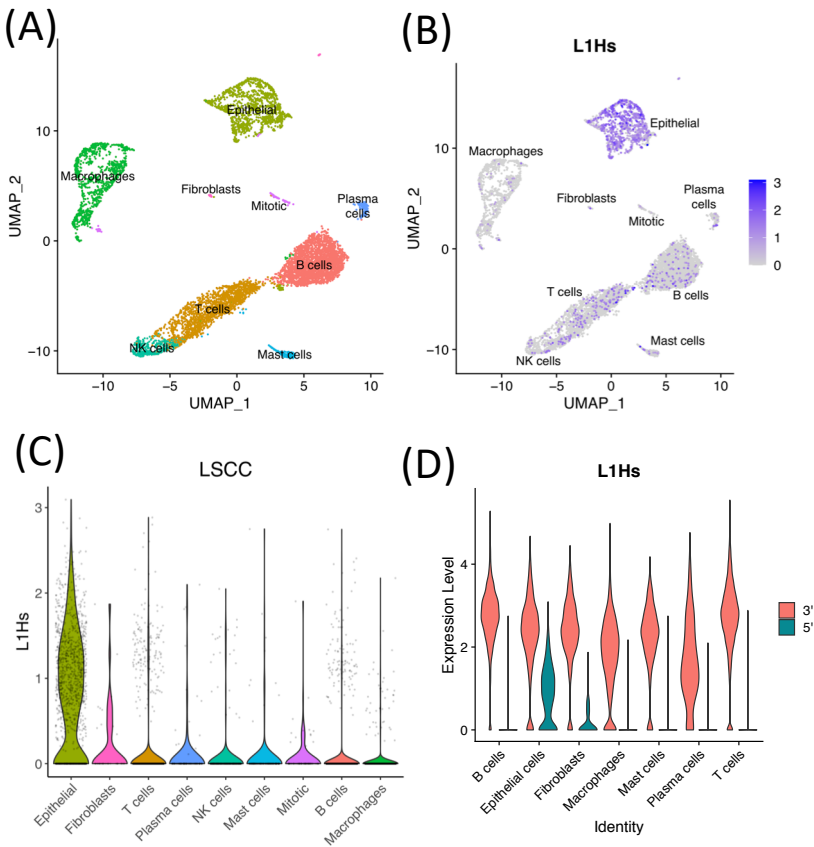 (A)
UMAP_2
10
0
−10
Epithelial
Macrophages
Fibroblasts
Mitotic
Plasma
cells
B cells
T cells
NK cells
Mast cells
−10
−5
0
5
10
UMAP_1
(B)
L1Hs
UMAP_2
10
0
−10
Epithelial
Macrophages
Fibroblasts
Mitotic
Plasma
cells
T cells
B cells
Mast cells
NK cells
3
2
1
0
−10
−5
0
5
10
UMAP_1
(C)
LSCC
L1Hs
3
2
1
0
Epithelial
Fibroblasts
T cells
Plasma cells
NK cells
Mast cells
Mitotic
B cells
Macrophages
(D)
L1Hs
Expression Level
4
2
0
3'
5'
B cells
Epithelial cells
Fibroblasts
Macrophages
Mast cells
Plasma cells
T cells
Identity